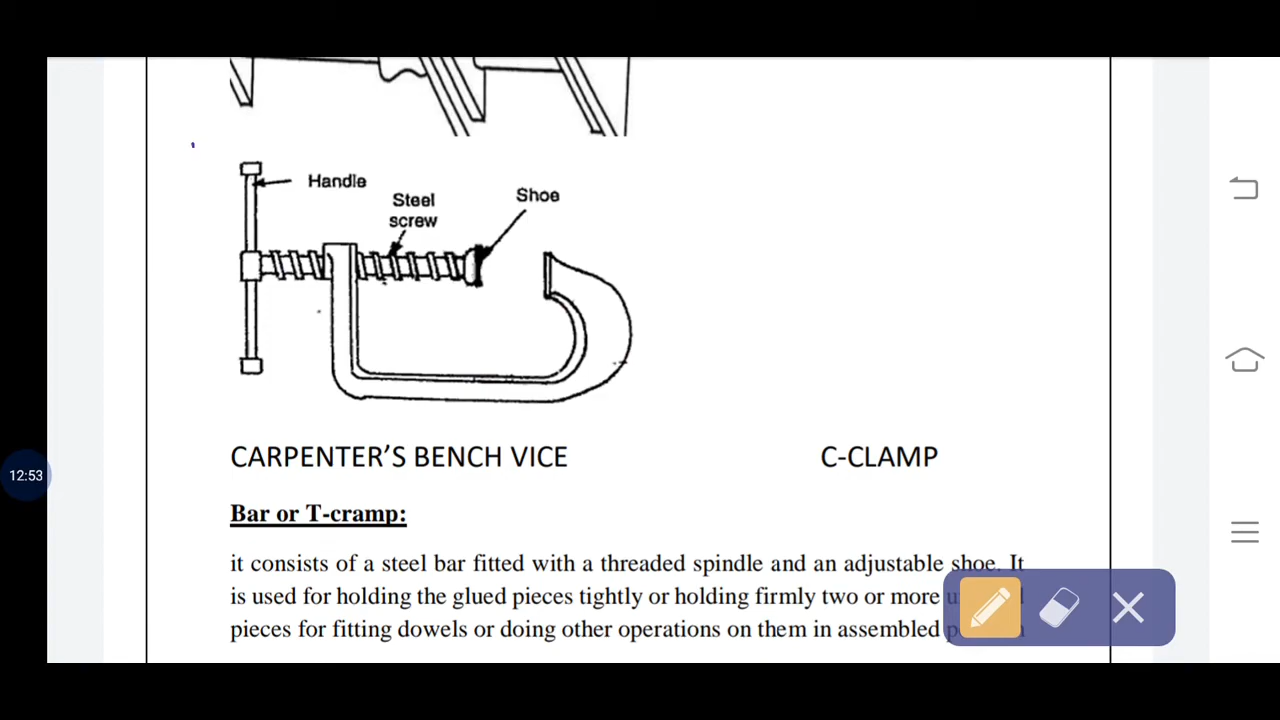 Handle
Steel
screw
Shoe
CARPENTER’S BENCH VICE C-CLAMP
Bar or T-cramp:
it consists of a steel bar fitted with a threaded spindle and an adjustable shoe. It
is used for holding the glued pieces tightly or holding firmly two or more
pieces for fitting dowels or doing other operations on them in assembled
12:53